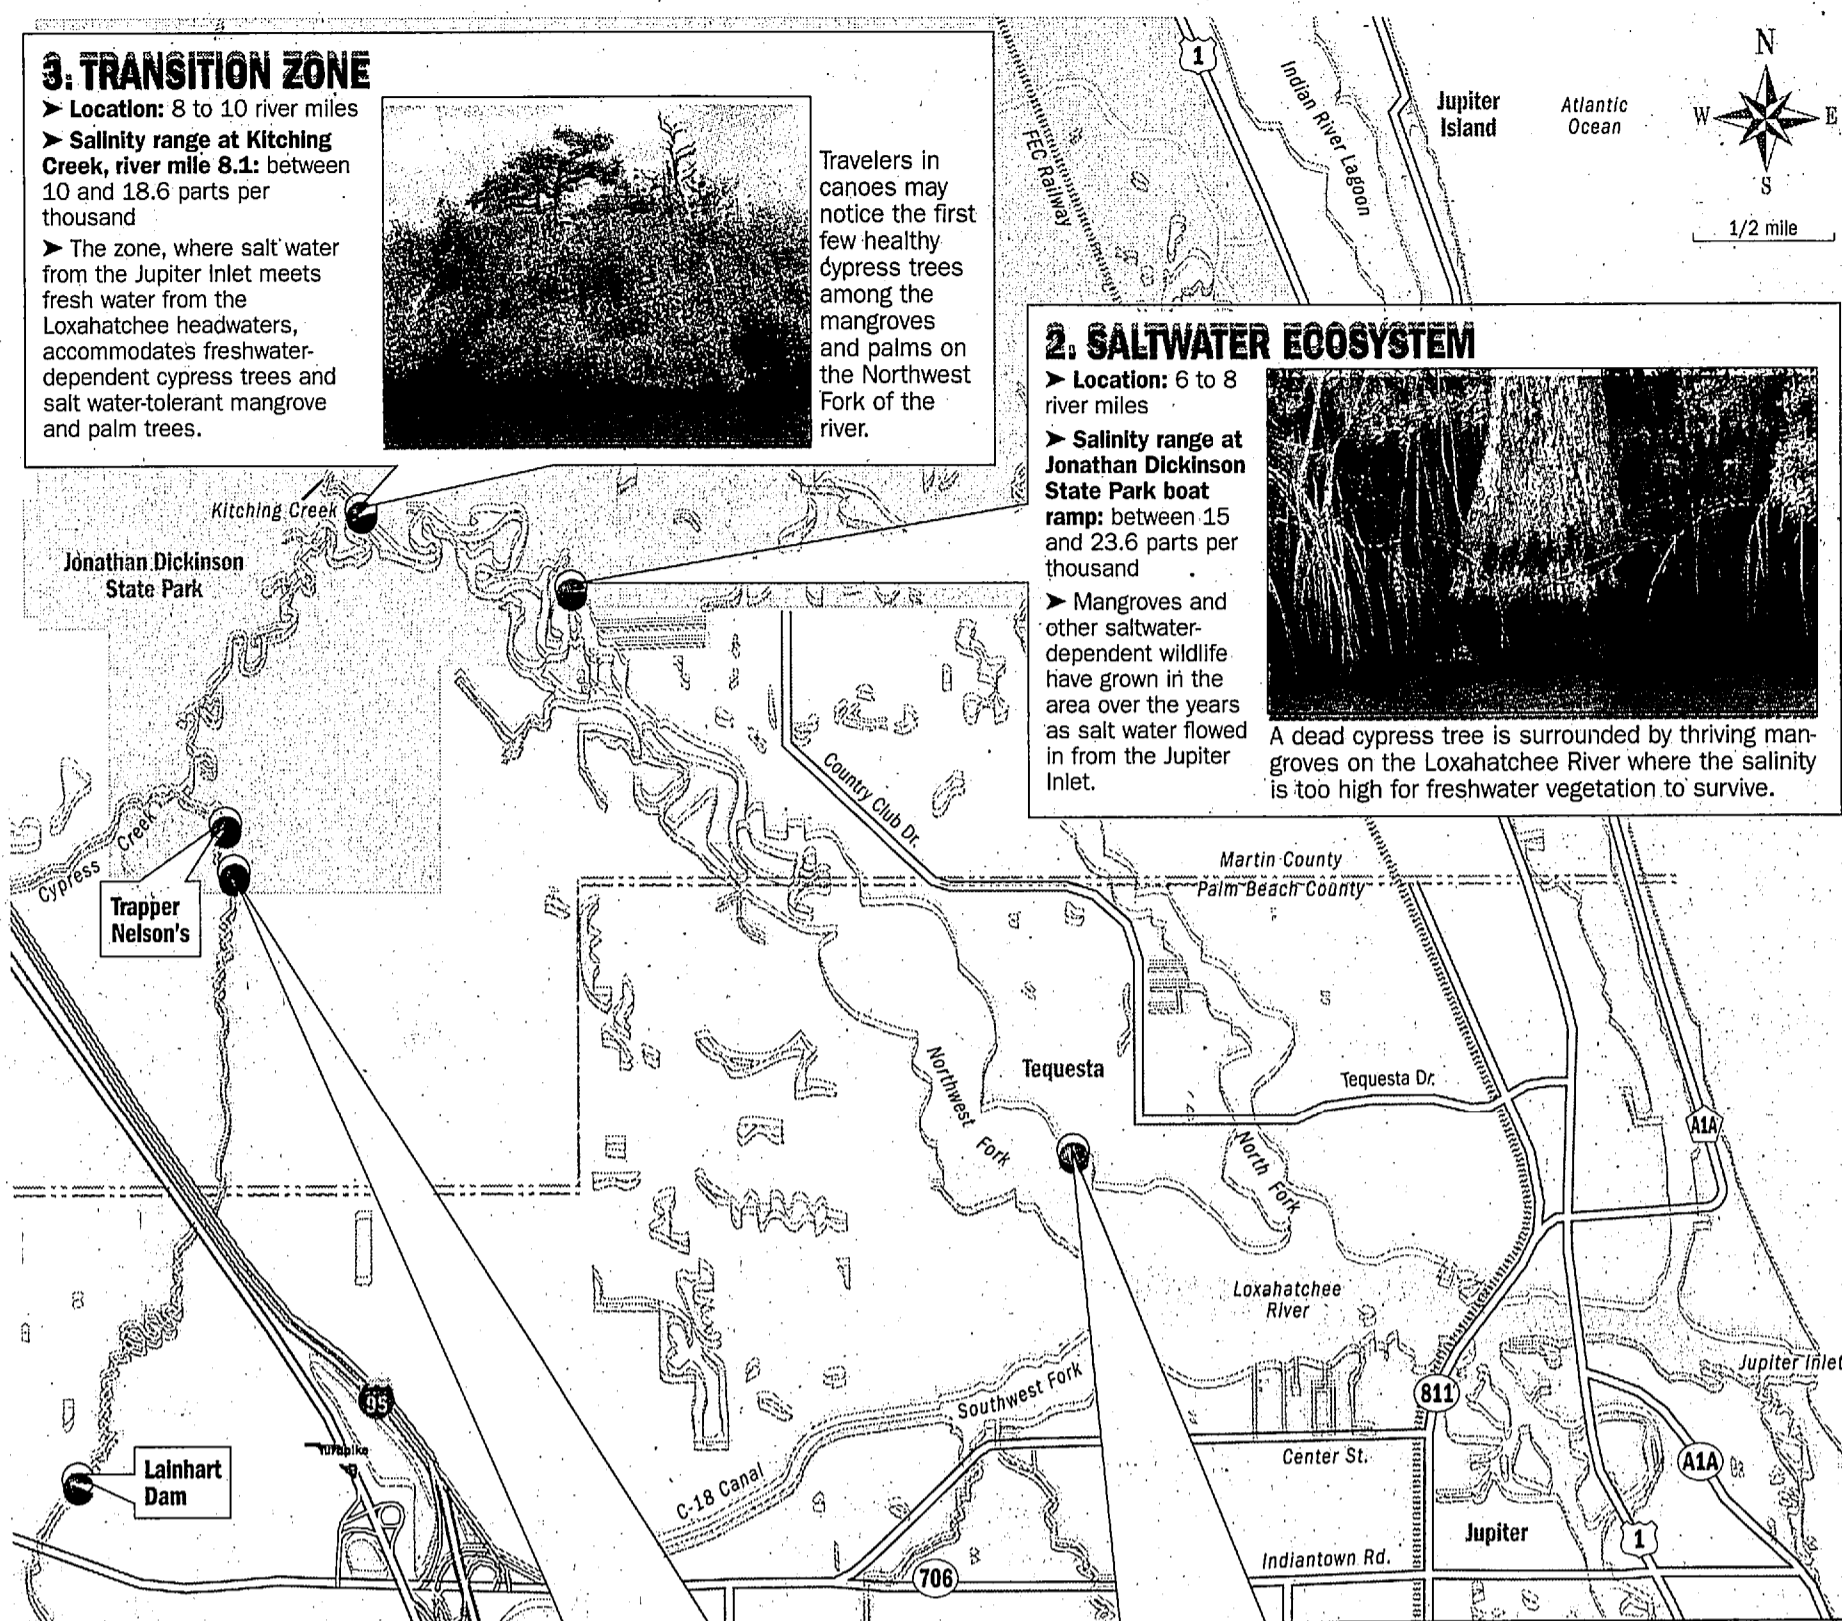 3. TRANSITION ZONE
➤ Location: 8 to 10 river miles
➤ Salinity range at Kitching
Creek, river mile 8.1: between
10 and 18.6 parts per
thousand
➤ The zone, where salt water
from the Jupiter Inlet meets
fresh water from the
Loxahatchee headwaters,
accommodates freshwater-
dependent cypress trees and
salt water-tolerant mangrove
and palm trees.
Travelers in
canoes may
notice the first
few healthy
cypress trees
among the
mangroves
and palms on
the Northwest
Fork of the
river.
1
Indian River Lagoon
FEC Railway
Jupiter
Island
Atlantic
Ocean
N
W
E
S
1/2 mile
2. SALTWATER ECOSYSTEM
➤ Location: 6 to 8
river miles
➤ Salinity range at
Jonathan Dickinson
State Park boat
ramp: between 15
and 23.6 parts per
thousand
➤ Mangroves and
other saltwater-
dependent wildlife
have grown in the
area over the years
as salt water flowed
in from the Jupiter
Inlet.
A dead cypress tree is surrounded by thriving man-
groves on the Loxahatchee River where the salinity
is too high for freshwater vegetation to survive.
Kitching Creek
Jonathan Dickinson
State Park
Country Club Dr.
Cypress Creek
Trapper
Nelson's
Martin County
Palm Beach County
Northwest Fork
Tequesta
Tequesta Dr.
A1A
North Fork
Loxahatchee
River
Jupiter Inlet
95
Turnpike
Lainhart
Dam
Southwest Fork
C-18 Canal
811
Center St.
A1A
Jupiter
1
Indiantown Rd.
706